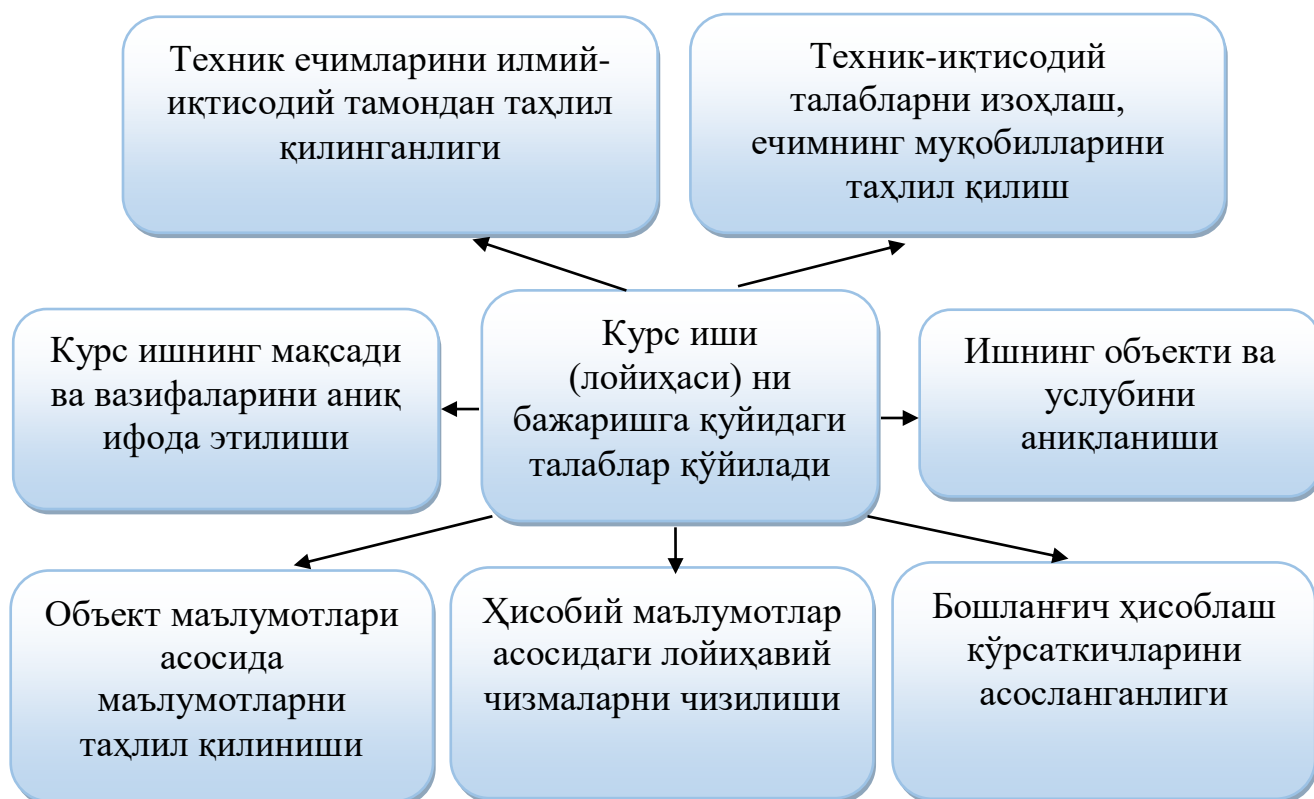 Техник ечимларини илмий-
иқтисодий тамондан таҳлил
қилинганлиги
Техник-иқтисодий
талабларни изоҳлаш,
ечимнинг муқобилларини
таҳлил қилиш
Курс ишнинг мақсади
ва вазифаларини аниқ
ифода этилиши
Курс иши
(лойиҳаси) ни
бажаришга қуйидаги
талаблар қўйилади
Ишнинг объекти ва
услубини
аниқланиши
Объект маълумотлари
асосида
маълумотларни
таҳлил қилиниши
Ҳисобий маълумотлар
асосидаги лойиҳавий
чизмаларни чизилиши
Бошланғич ҳисоблаш
кўрсаткичларини
асосланганлиги